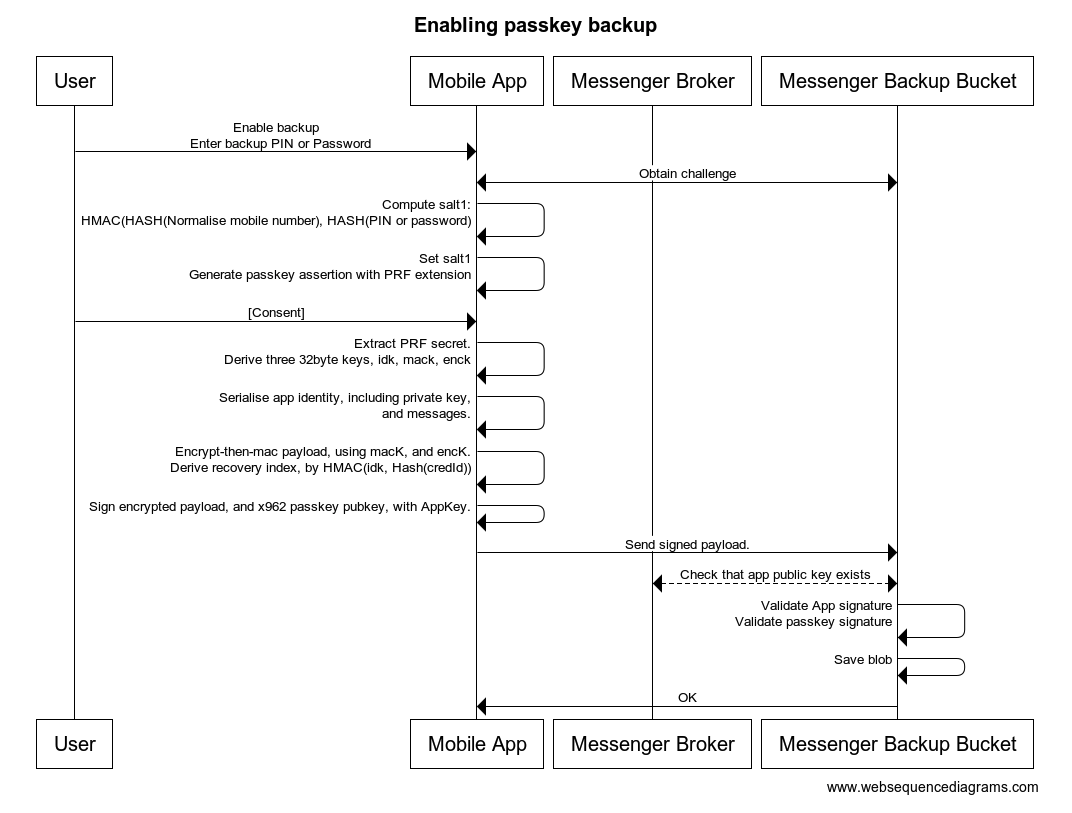 Enabling passkey backup
User
Mobile App
Messenger Broker
Messenger Backup Bucket
Enable backup
Enter backup PIN or Password
Obtain challenge
Compute salt1:
HMAC(HASH(Normalise mobile number), HASH(PIN or password)
Set salt1
Generate passkey assertion with PRF extension
[Consent]
Extract PRF secret.
Derive three 32byte keys, idk, mack, enck
Serialise app identity, including private key,
and messages.
Encrypt-then-mac payload, using macK, and encK.
Derive recovery index, by HMAC(idk, Hash(credId))
Sign encrypted payload, and x962 passkey pubkey, with AppKey.
Send signed payload.
Check that app public key exists
Validate App signature
Validate passkey signature
Save blob
OK
User
Mobile App
Messenger Broker
Messenger Backup Bucket
www.websequencediagrams.com